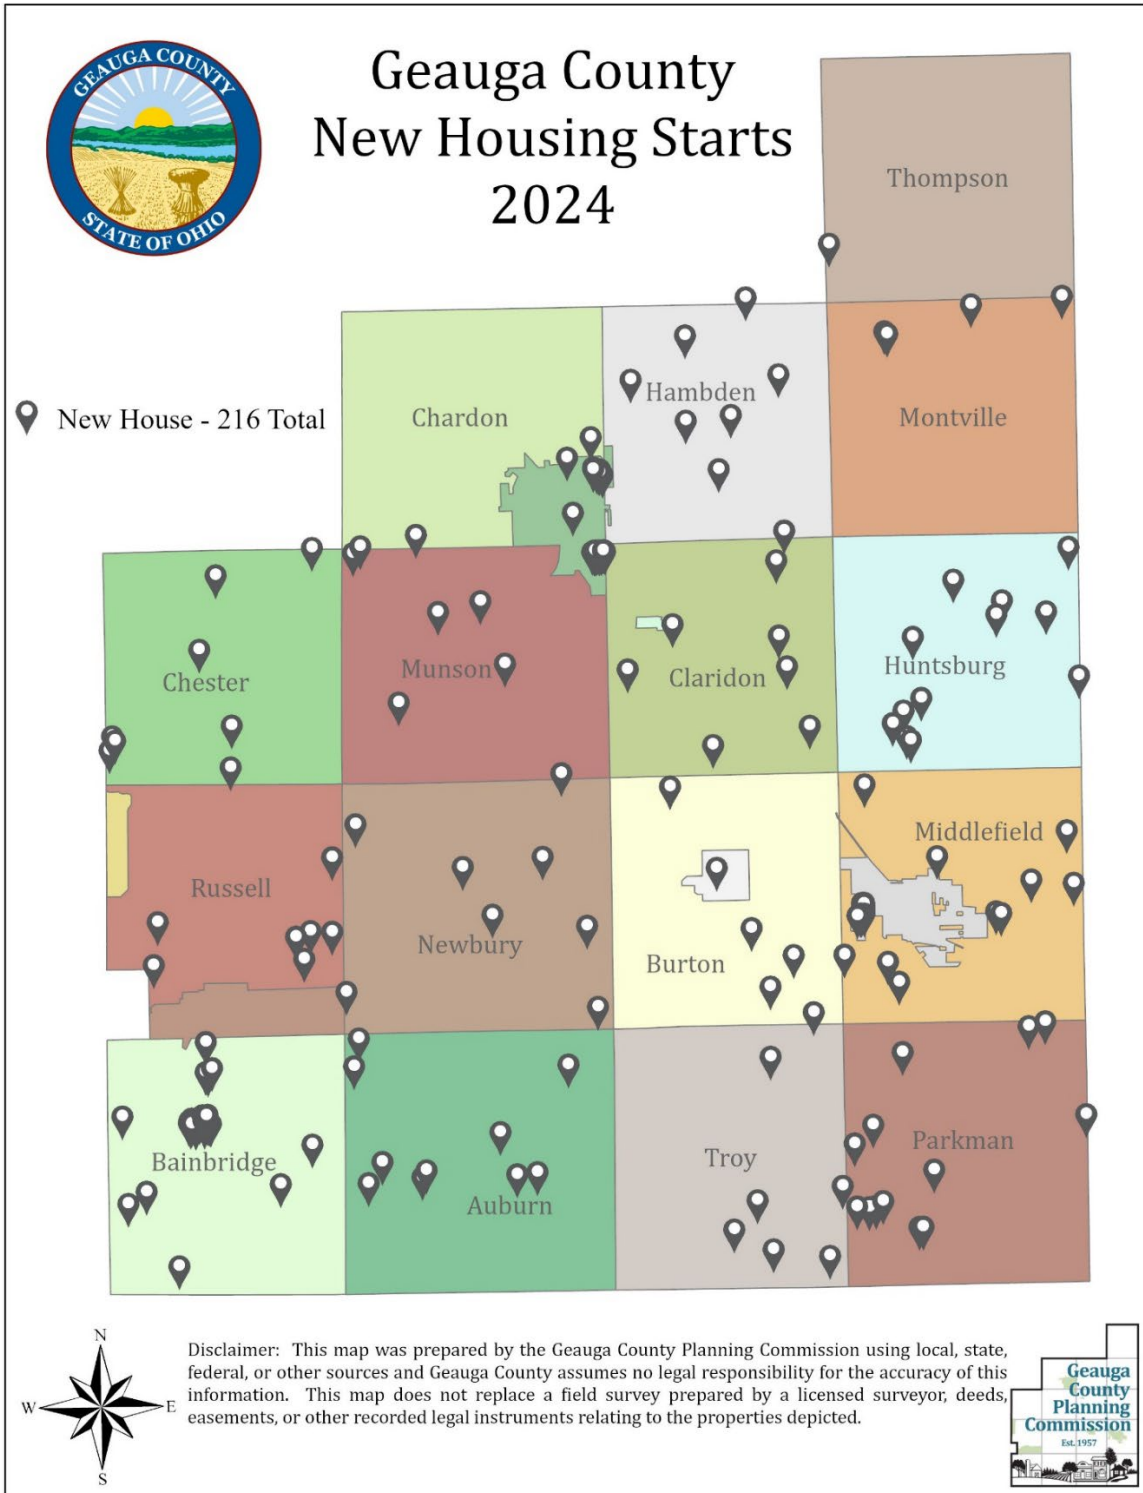 GEAUGA COUNTY
STATE OF OHIO
Geauga County
New Housing Starts
2024
Thompson
New House - 216 Total
Chardon
Hambden
Montville
Chester
Munson
Claridon
Huntsburg
Russell
Newbury
Burton
Middlefield
Bainbridge
Auburn
Troy
Parkman
N
W
E
S
Disclaimer: This map was prepared by the Geauga County Planning Commission using local, state,
federal, or other sources and Geauga County assumes no legal responsibility for the accuracy of this
information. This map does not replace a field survey prepared by a licensed surveyor, deeds,
easements, or other recorded legal instruments relating to the properties depicted.
Geauga
County
Planning
Commission
Est. 1957